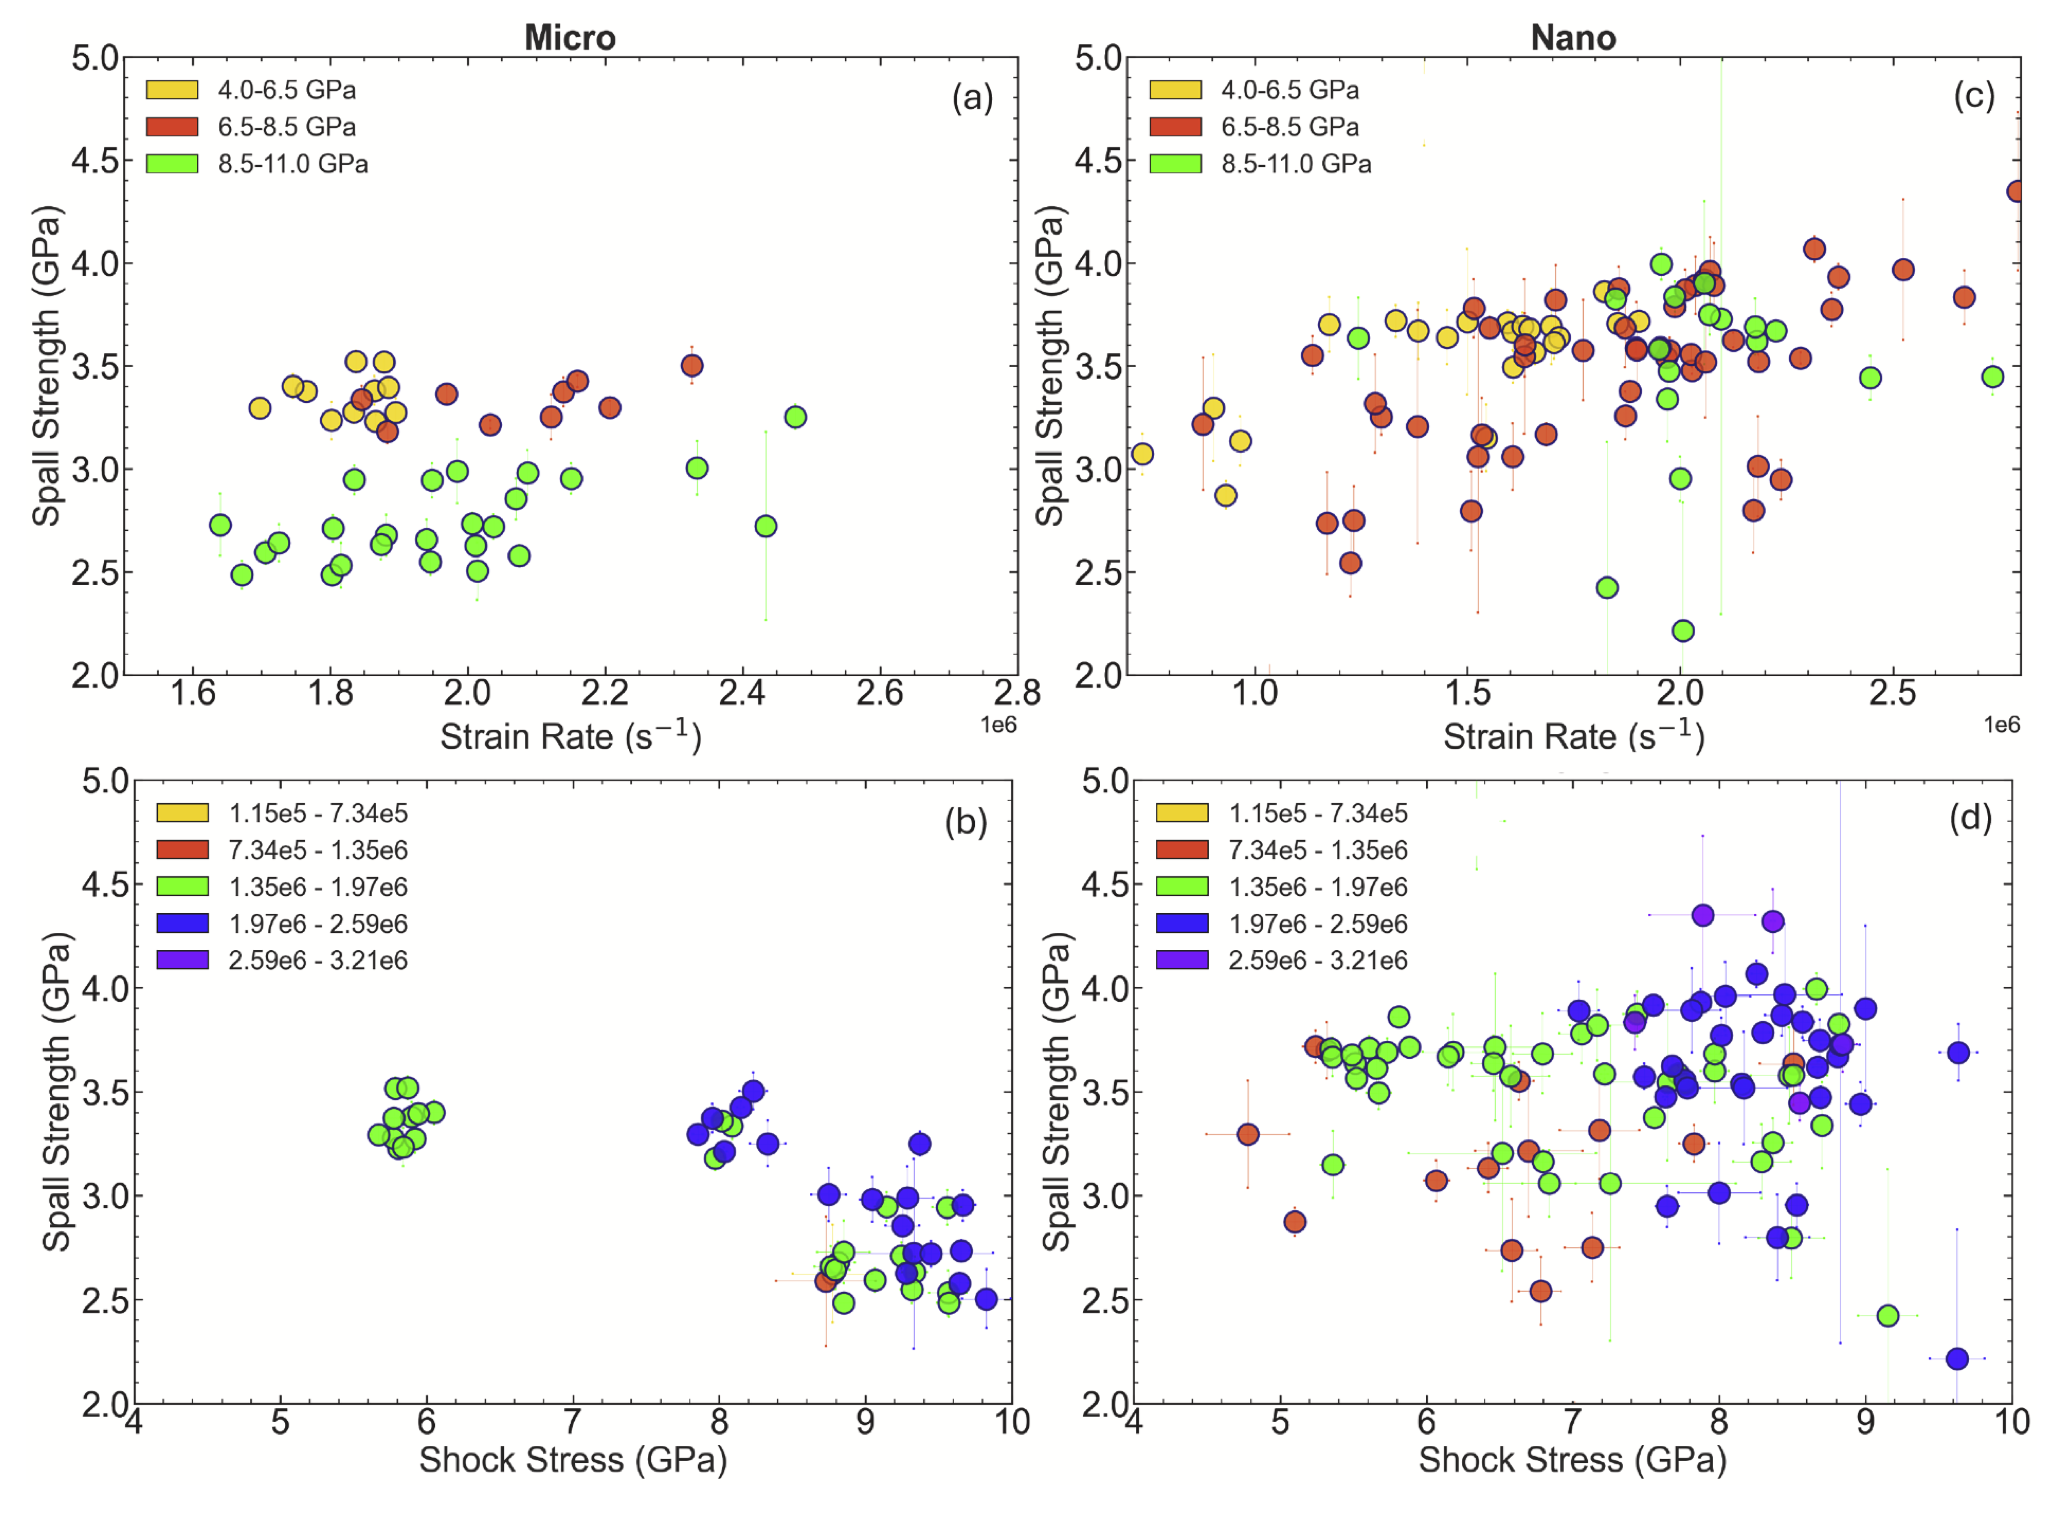 Micro
5.0
4.5
4.0
3.5
3.0
2.5
2.0
Spall Strength (GPa)
4.0-6.5 GPa
6.5-8.5 GPa
8.5-11.0 GPa
(a)
1.6 1.8 2.0 2.2 2.4 2.6 2.8
1e6
Strain Rate (s⁻¹)
Nano
5.0
4.5
4.0
3.5
3.0
2.5
2.0
Spall Strength (GPa)
4.0-6.5 GPa
6.5-8.5 GPa
8.5-11.0 GPa
(c)
1.0 1.5 2.0 2.5
1e6
Strain Rate (s⁻¹)
5.0
4.5
4.0
3.5
3.0
2.5
2.0
Spall Strength (GPa)
1.15e5 - 7.34e5
7.34e5 - 1.35e6
1.35e6 - 1.97e6
1.97e6 - 2.59e6
2.59e6 - 3.21e6
(b)
4 5 6 7 8 9 10
Shock Stress (GPa)
5.0
4.5
4.0
3.5
3.0
2.5
2.0
Spall Strength (GPa)
1.15e5 - 7.34e5
7.34e5 - 1.35e6
1.35e6 - 1.97e6
1.97e6 - 2.59e6
2.59e6 - 3.21e6
(d)
4 5 6 7 8 9 10
Shock Stress (GPa)